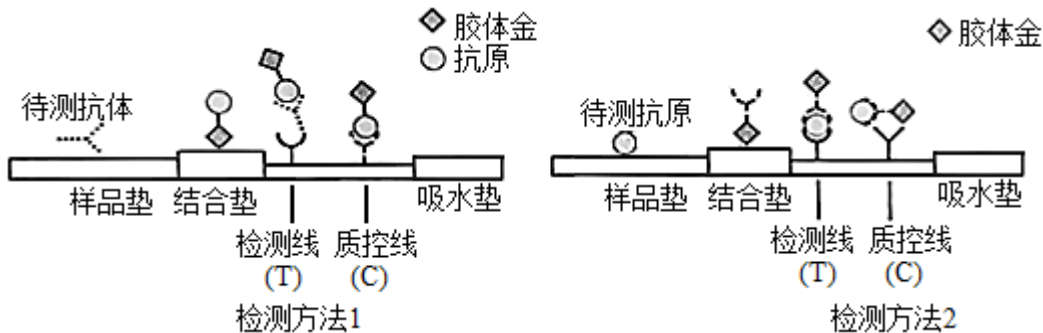 胶体金
抗原
待测抗体
样品垫
结合垫
吸水垫
检测线
(T)
质控线
(C)
检测方法1
胶体金
待测抗原
样品垫
结合垫
吸水垫
检测线
(T)
质控线
(C)
检测方法2